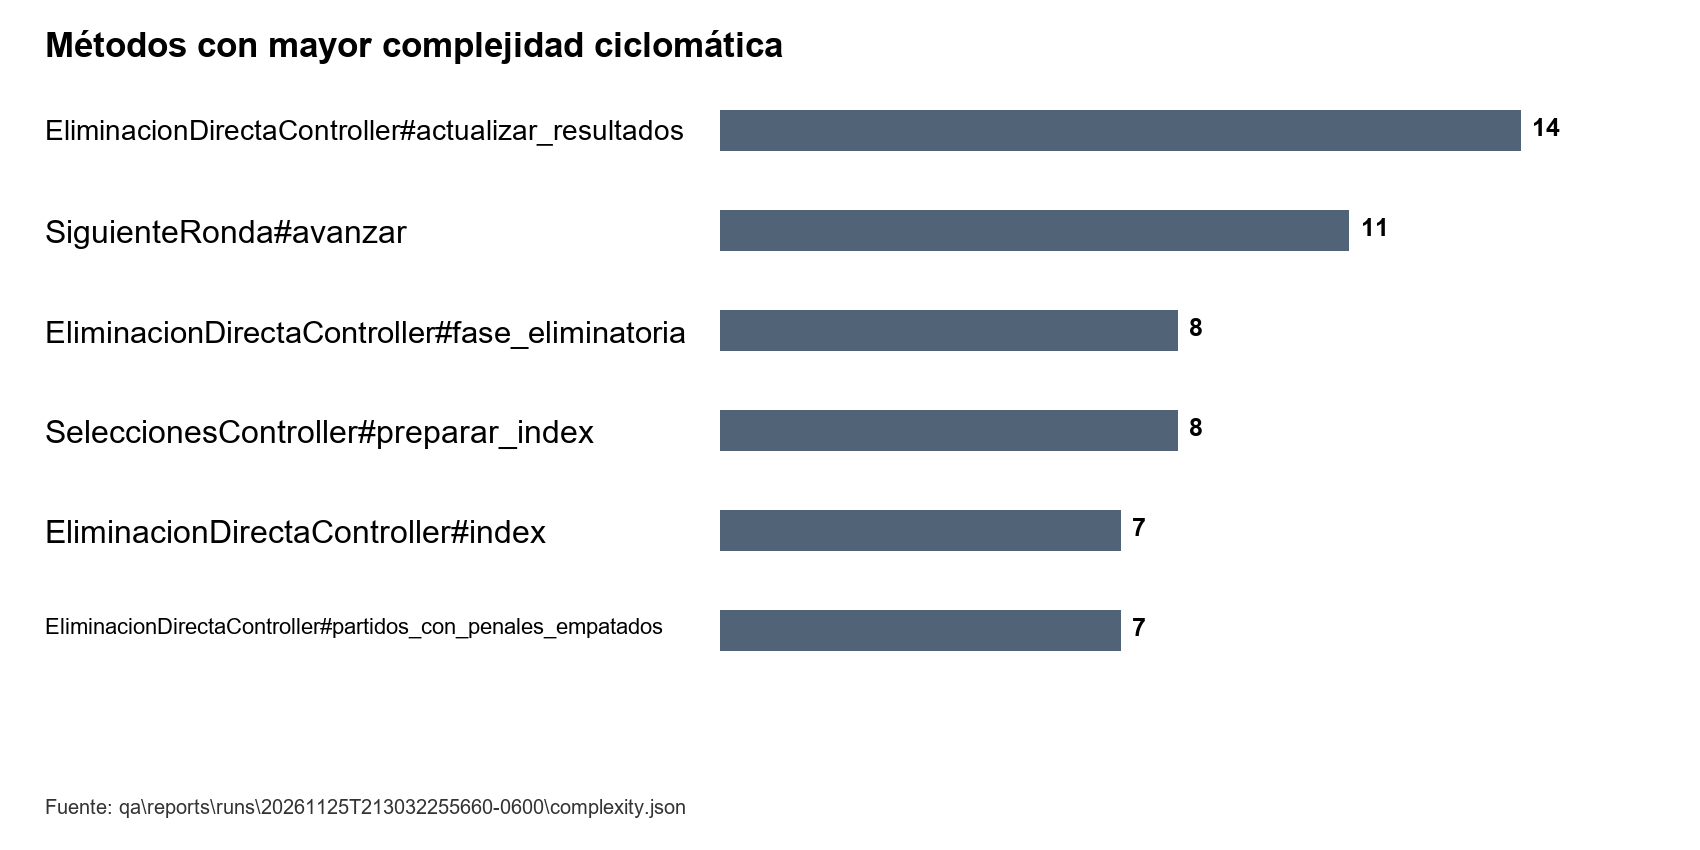 Métodos con mayor complejidad ciclomática
EliminacionDirectaController#actualizar_resultados 14
SiguienteRonda#avanzar 11
EliminacionDirectaController#fase_eliminatoria 8
SeleccionesController#preparar_index 8
EliminacionDirectaController#index 7
EliminacionDirectaController#partidos_con_penales_empatados 7
Fuente: qa\reports\runs\20261125T213032255660-0600\complexity.json